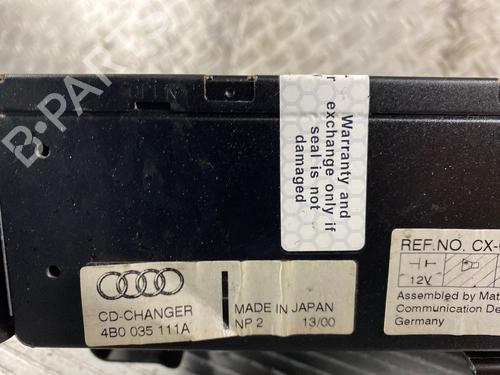 B-PARTS
Warranty and
exchange only if
seal is not
damaged
CD-CHANGER
4B0 035 111A
MADE IN JAPAN
NP 2 13/00
REF.NO. CX-
12V
Assembled by Mat
Communication De
Germany